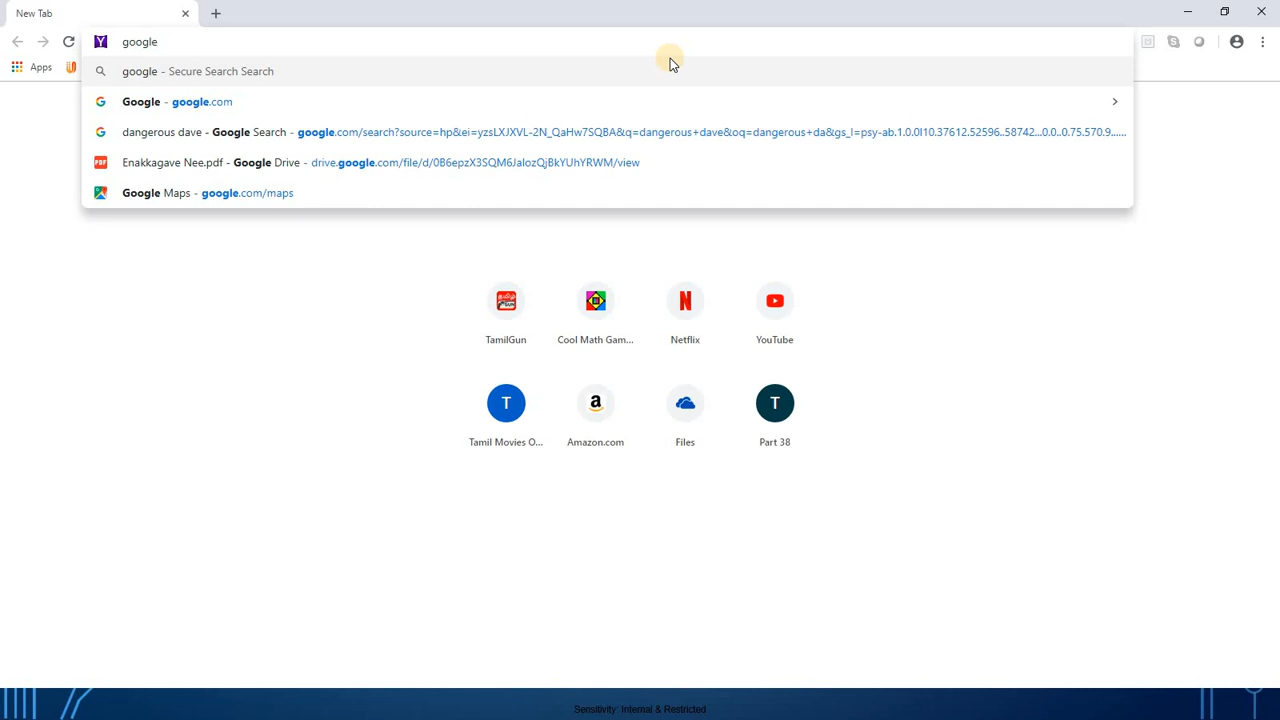 New Tab
google
Apps
google - Secure Search Search
Google - google.com
dangerous dave - Google Search - google.com/search?source=hp&ei=yzsLXJXVL-2N_QaHw7SQBA&q=dangerous+dave&oq=dangerous+da&gs_l=psy-ab.1.0.0l10.37612.52596..58742...0.0..0.75.570.9......
Enakkagave Nee.pdf - Google Drive - drive.google.com/file/d/0B6epzX3SQM6JalozQjBkYUhYRWM/view
Google Maps - google.com/maps
TamilGun
Cool Math Gam...
Netflix
YouTube
T
T
Tamil Movies O...
Amazon.com
Files
Part 38
Sensitivity: Internal & Restricted